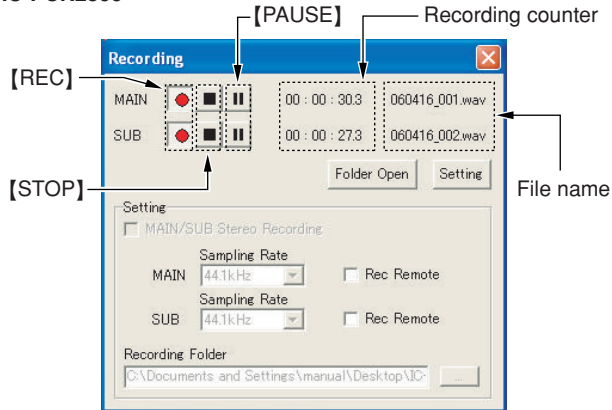 【PAUSE】 Recording counter
Recording
【REC】
MAIN 00 : 00 : 30.3 060416_001.wav
SUB 00 : 00 : 27.3 060416_002.wav
Folder Open Setting
【STOP】 File name
Setting
MAIN/SUB Stereo Recording
Sampling Rate
MAIN 44.1kHz Rec Remote
Sampling Rate
SUB 44.1kHz Rec Remote
Recording Folder
C:\Documents and Settings\manual\Desktop\IC- ...